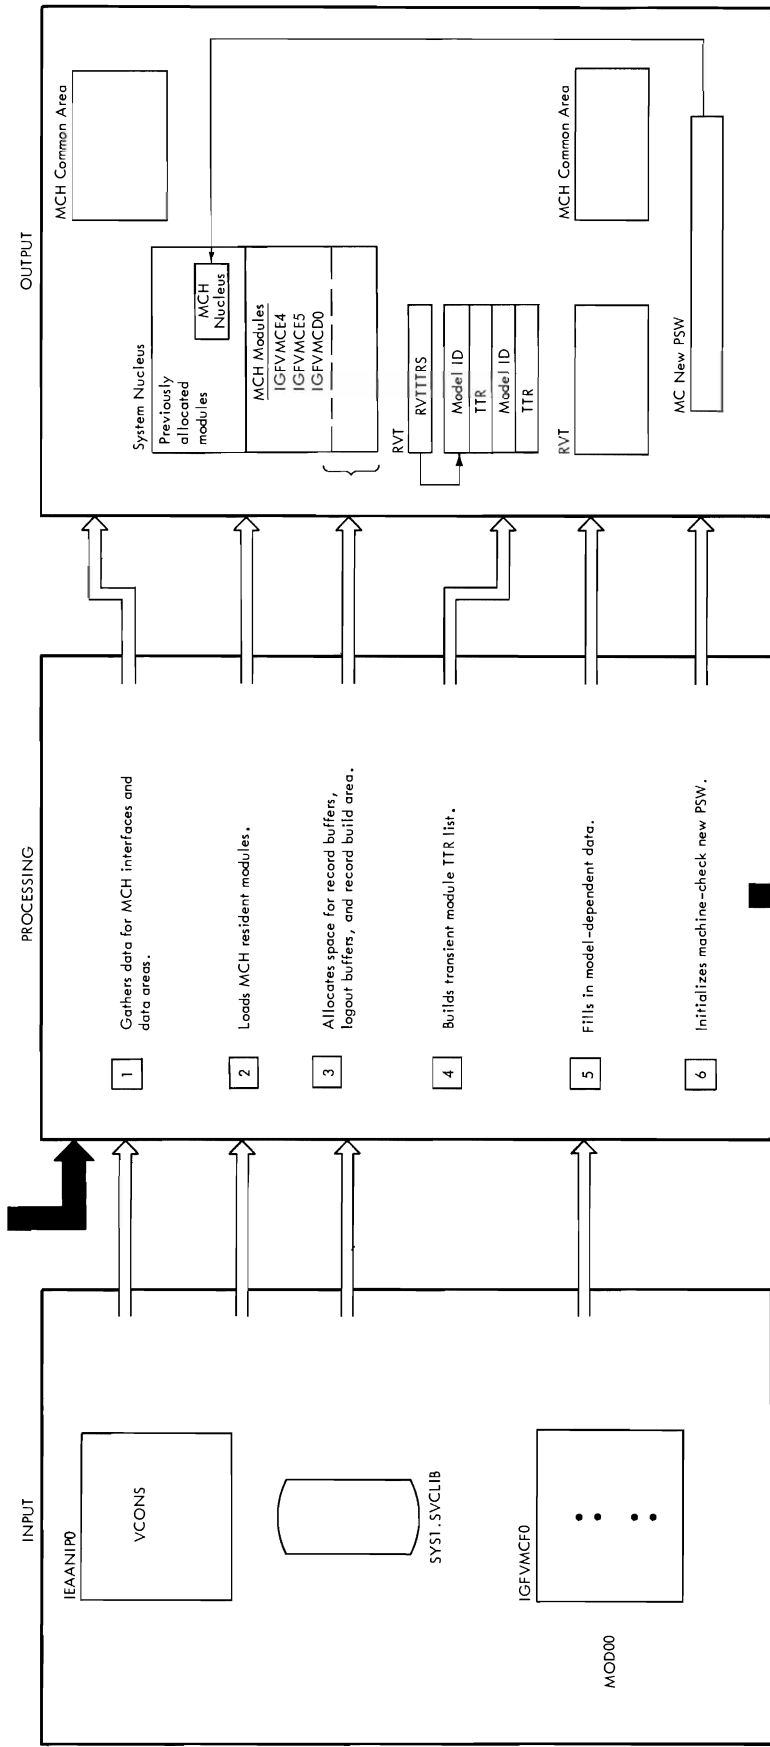 INPUT
IEAANIP0
VCONS
SYS1.SVCLIB
IGFVMCF0
MOD00
PROCESSING
1
Gathers data for MCH interfaces and
data areas.
2
Loads MCH resident modules.
3
Allocates space for record buffers,
logout buffers, and record build area.
4
Builds transient module TTR list.
5
Fills in model-dependent data.
6
Initializes machine-check new PSW.
OUTPUT
MCH Common Area
System Nucleus
Previously
allocated
modules
MCH
Nucleus
MCH Modules
IGFVMCE4
IGFVMCE5
IGFVMCD0
RVT
RVTTTRS
Model ID
TTR
Model ID
TTR
RVT
MCH Common Area
MC New PSW